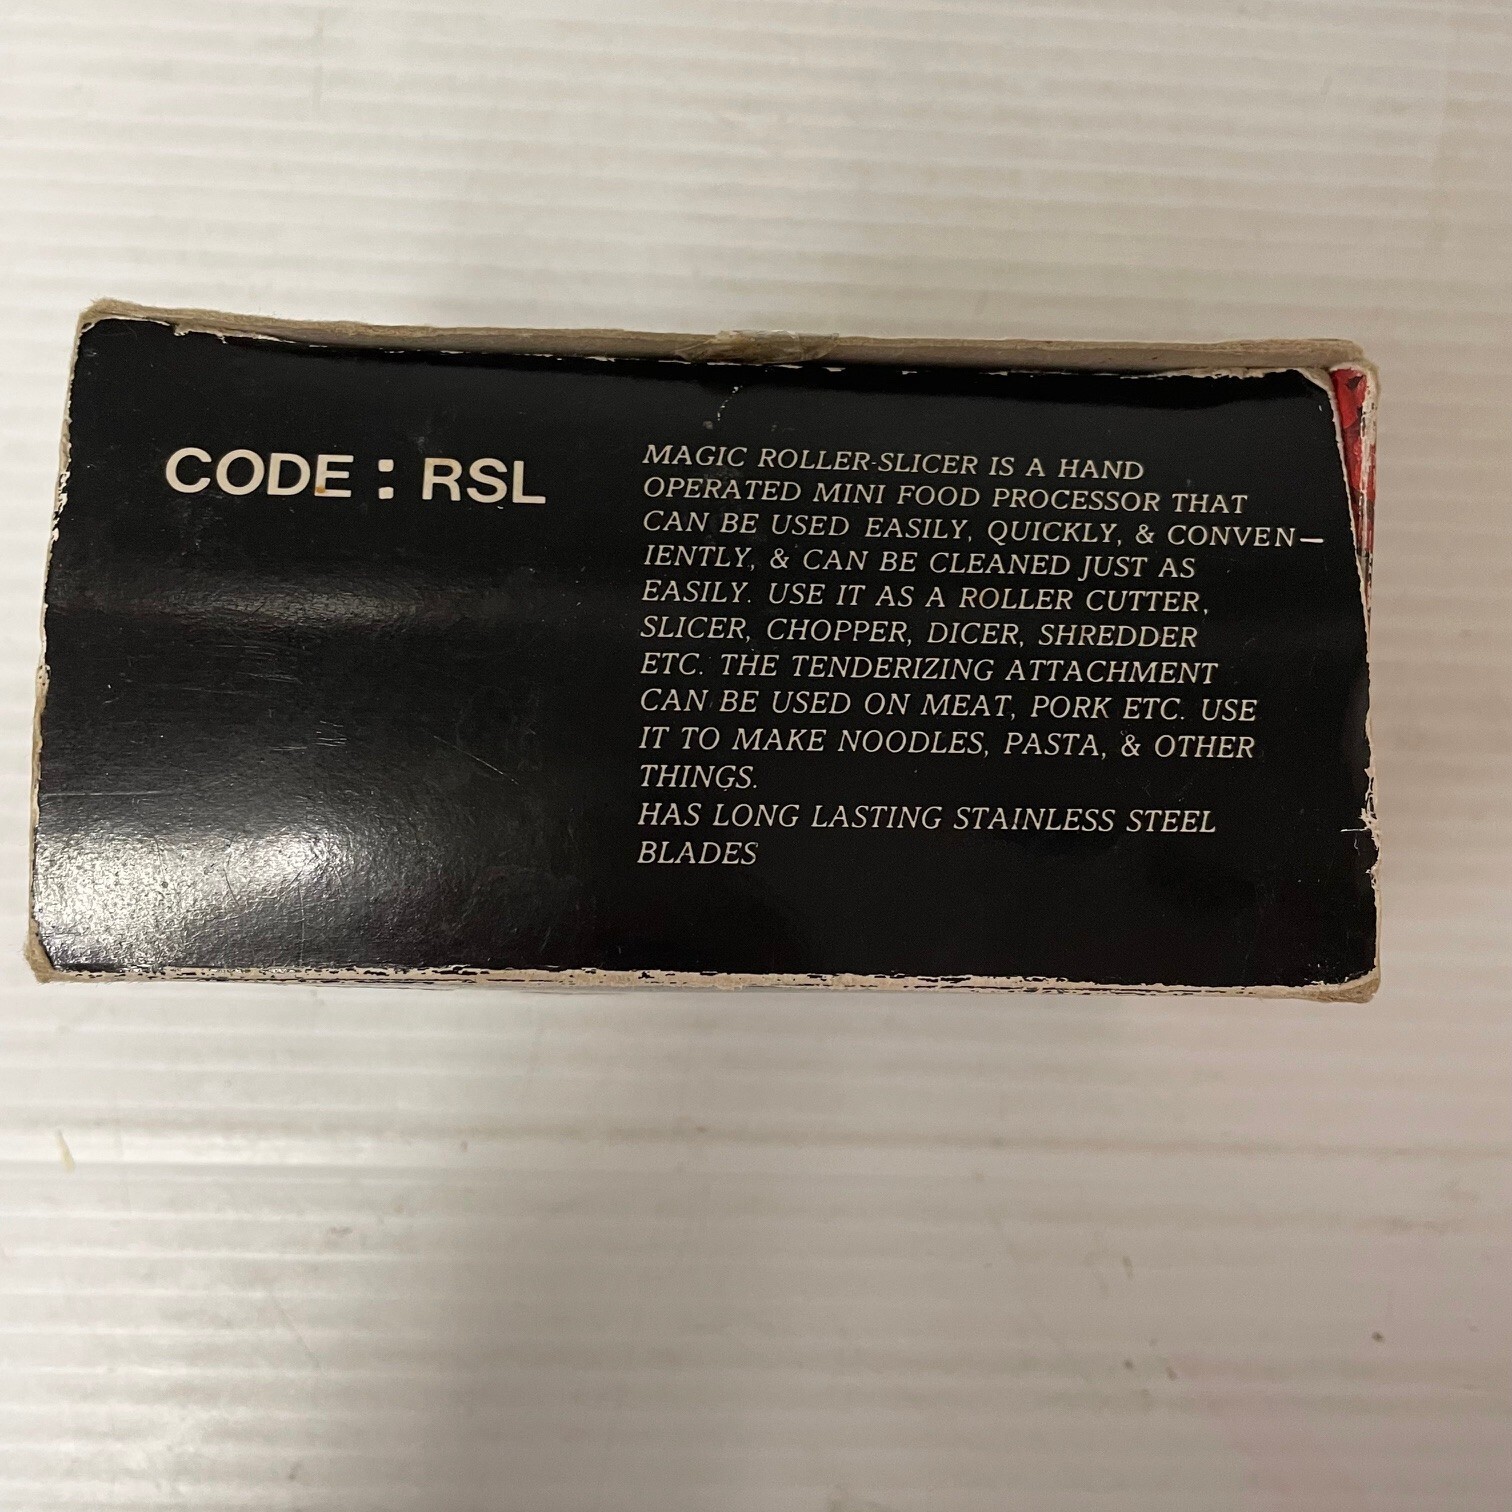 CODE : RSL
MAGIC ROLLER-SLICER IS A HAND
OPERATED MINI FOOD PROCESSOR THAT
CAN BE USED EASILY, QUICKLY, & CONVEN—
IENTLY, & CAN BE CLEANED JUST AS
EASILY. USE IT AS A ROLLER CUTTER,
SLICER, CHOPPER, DICER, SHREDDER
ETC. THE TENDERIZING ATTACHMENT
CAN BE USED ON MEAT, PORK ETC. USE
IT TO MAKE NOODLES, PASTA, & OTHER
THINGS.
HAS LONG LASTING STAINLESS STEEL
BLADES